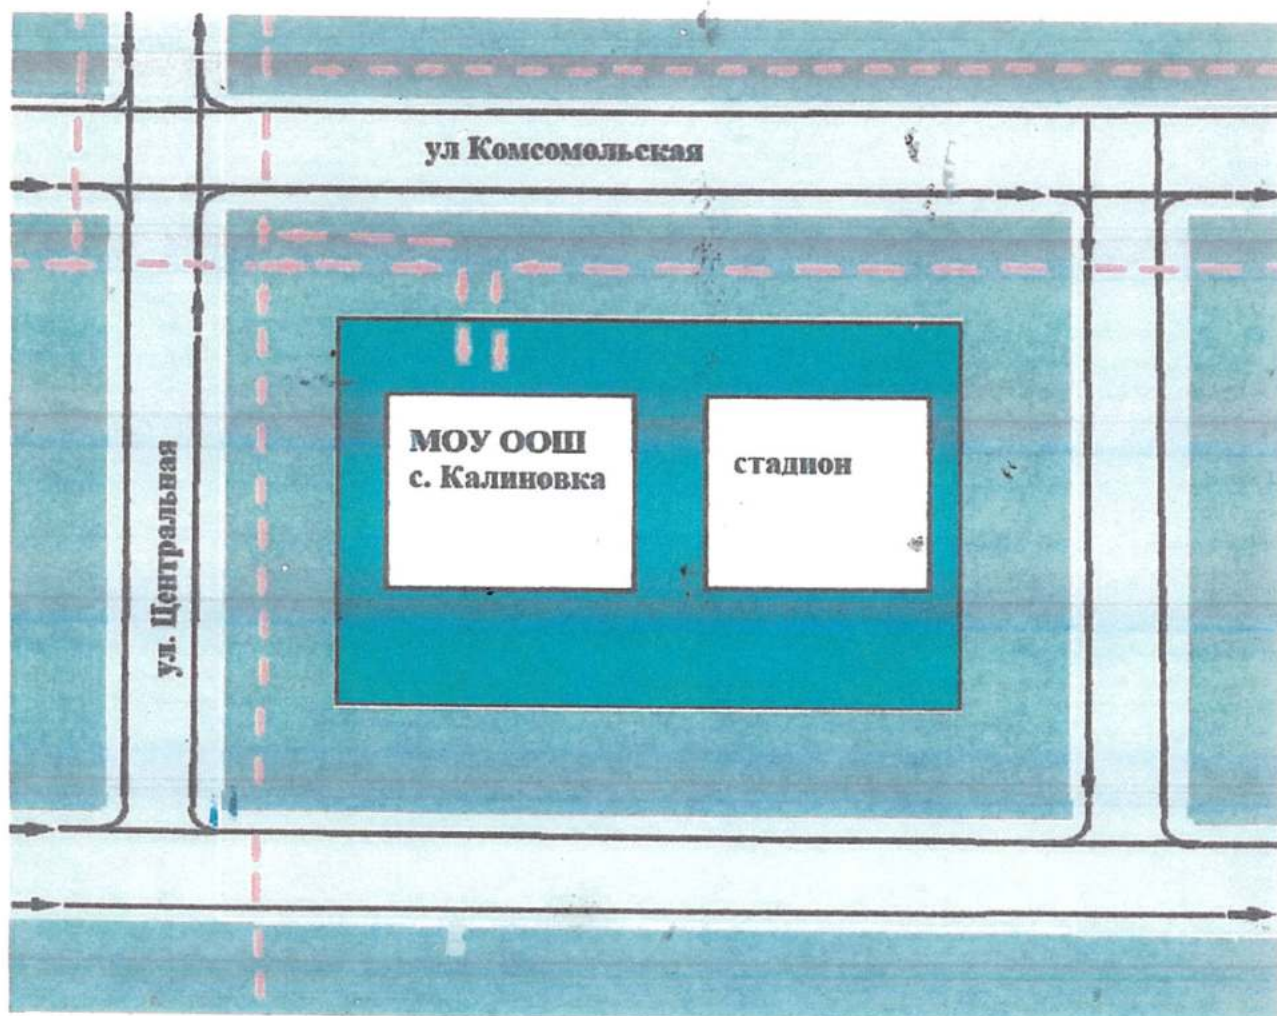 ул Комсомольская
МОУ ООШ
с. Калиновка
стадион
ул. Центральная